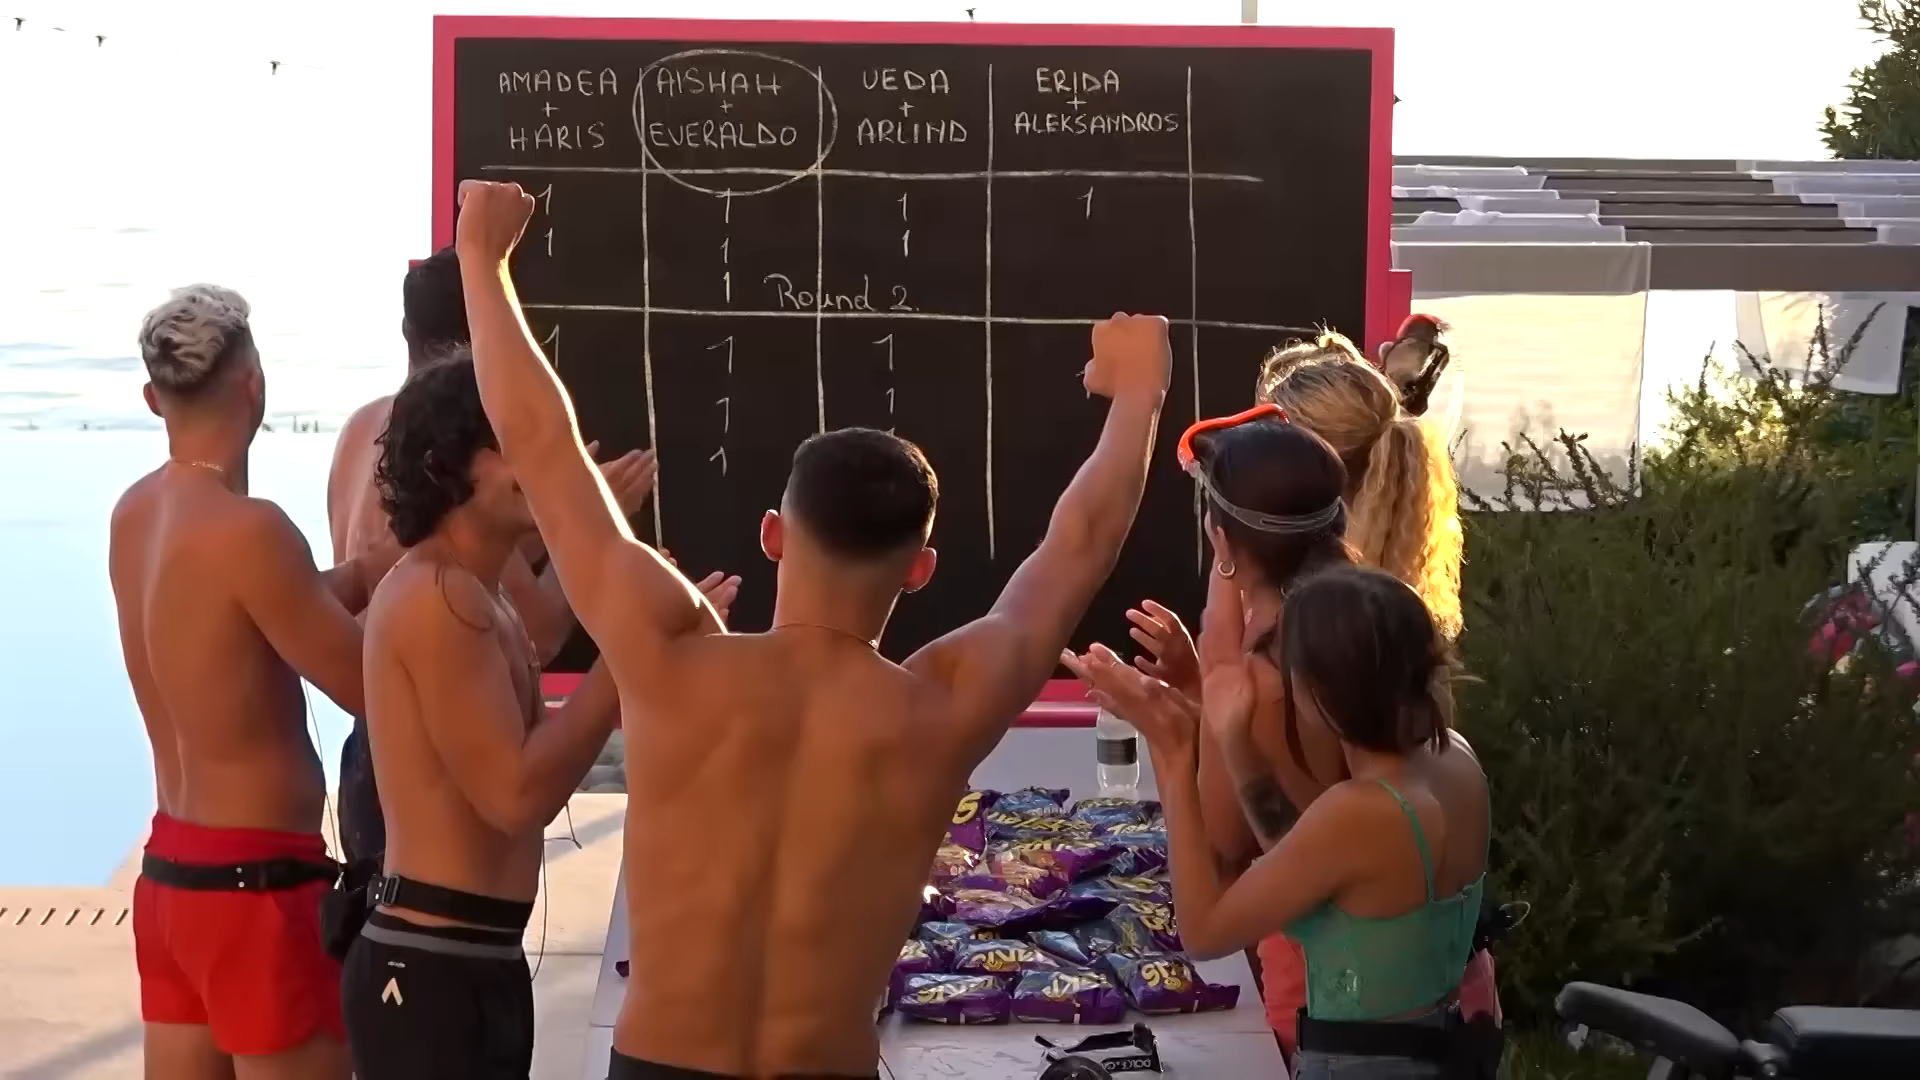 AMADEA
+
HARIS
AISHAH
+
EVERALDO
VEDA
+
ARLIND
ERIDA
+
ALEKSANDROS
1 1 1 1
1 1 1
1
Round 2.
1 1 1
1 1
1